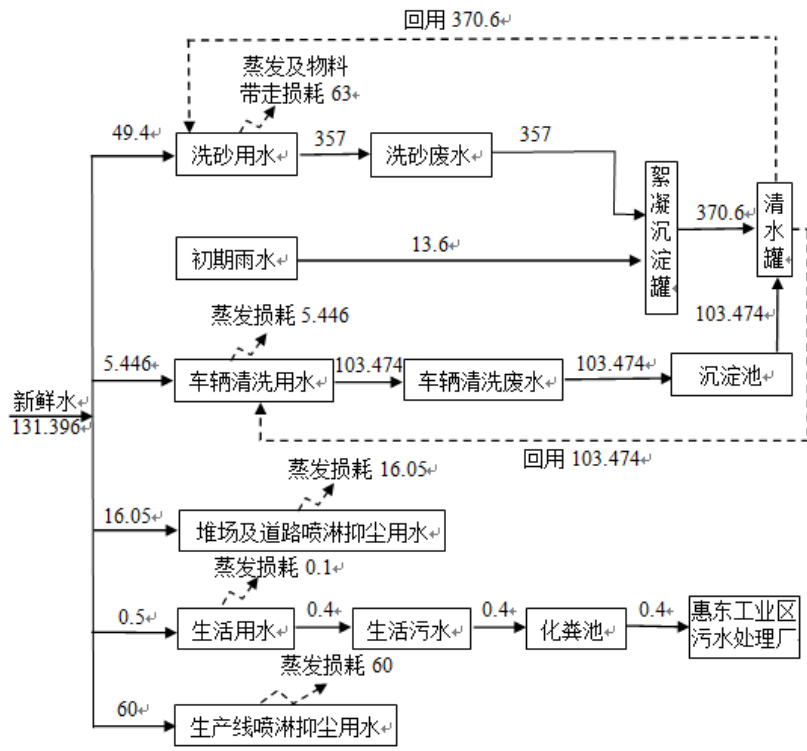 回用 370.6
蒸发及物料
带走损耗 63
49.4
洗砂用水
357
洗砂废水
357
絮凝沉淀罐
370.6
清水罐
初期雨水
13.6
蒸发损耗 5.446
103.474
5.446
车辆清洗用水
103.474
车辆清洗废水
103.474
沉淀池
新鲜水
131.396
回用 103.474
蒸发损耗 16.05
16.05
堆场及道路喷淋抑尘用水
蒸发损耗 0.1
0.5
生活用水
0.4
生活污水
0.4
化粪池
0.4
惠东工业区
污水处理厂
蒸发损耗 60
60
生产线喷淋抑尘用水